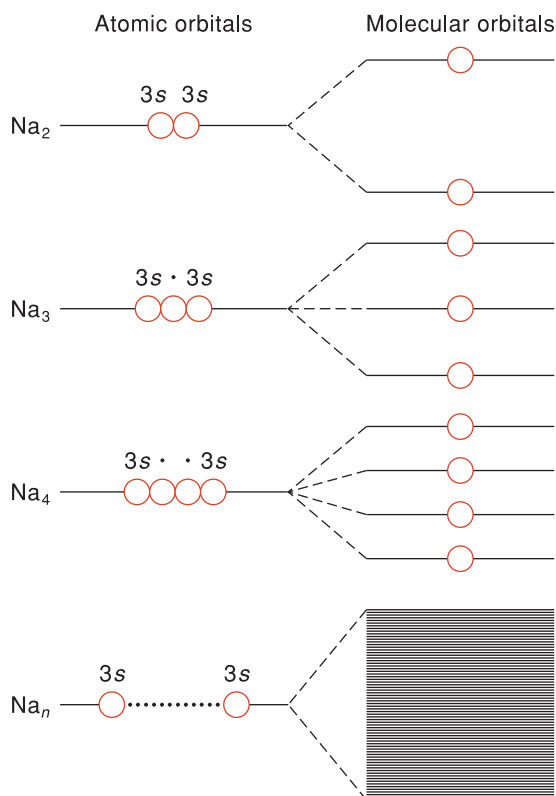 Atomic orbitals Molecular orbitals
3s 3s
Na₂
3s · 3s
Na₃
3s · · 3s
Na₄
3s 3s
Naₙ